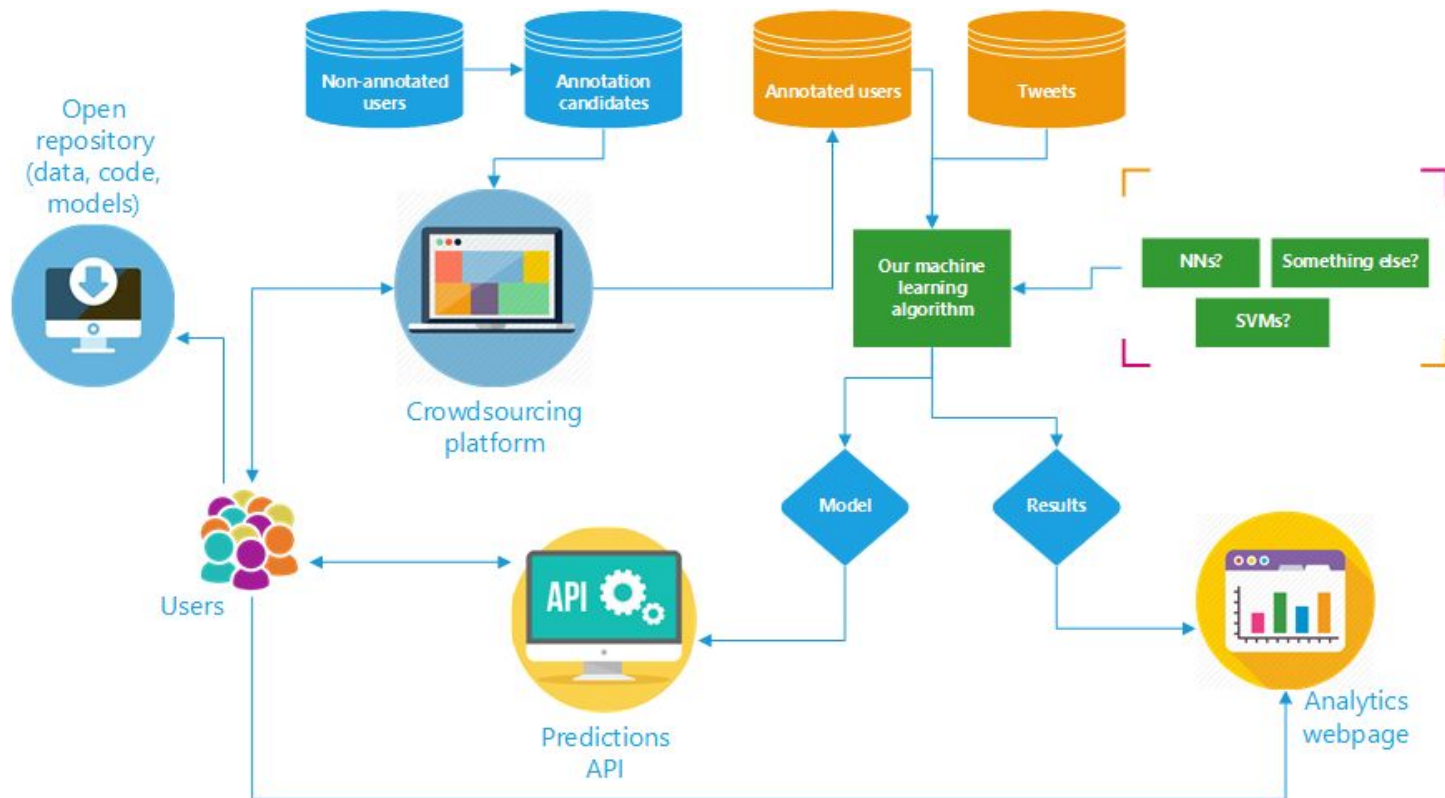 Non-annotated
users
Annotation
candidates
Annotated users
Tweets
Open
repository
(data, code,
models)
Our machine
learning
algorithm
NNs?
Something else?
SVMs?
Crowdsourcing
platform
Model
Results
API
Users
Predictions
API
Analytics
webpage